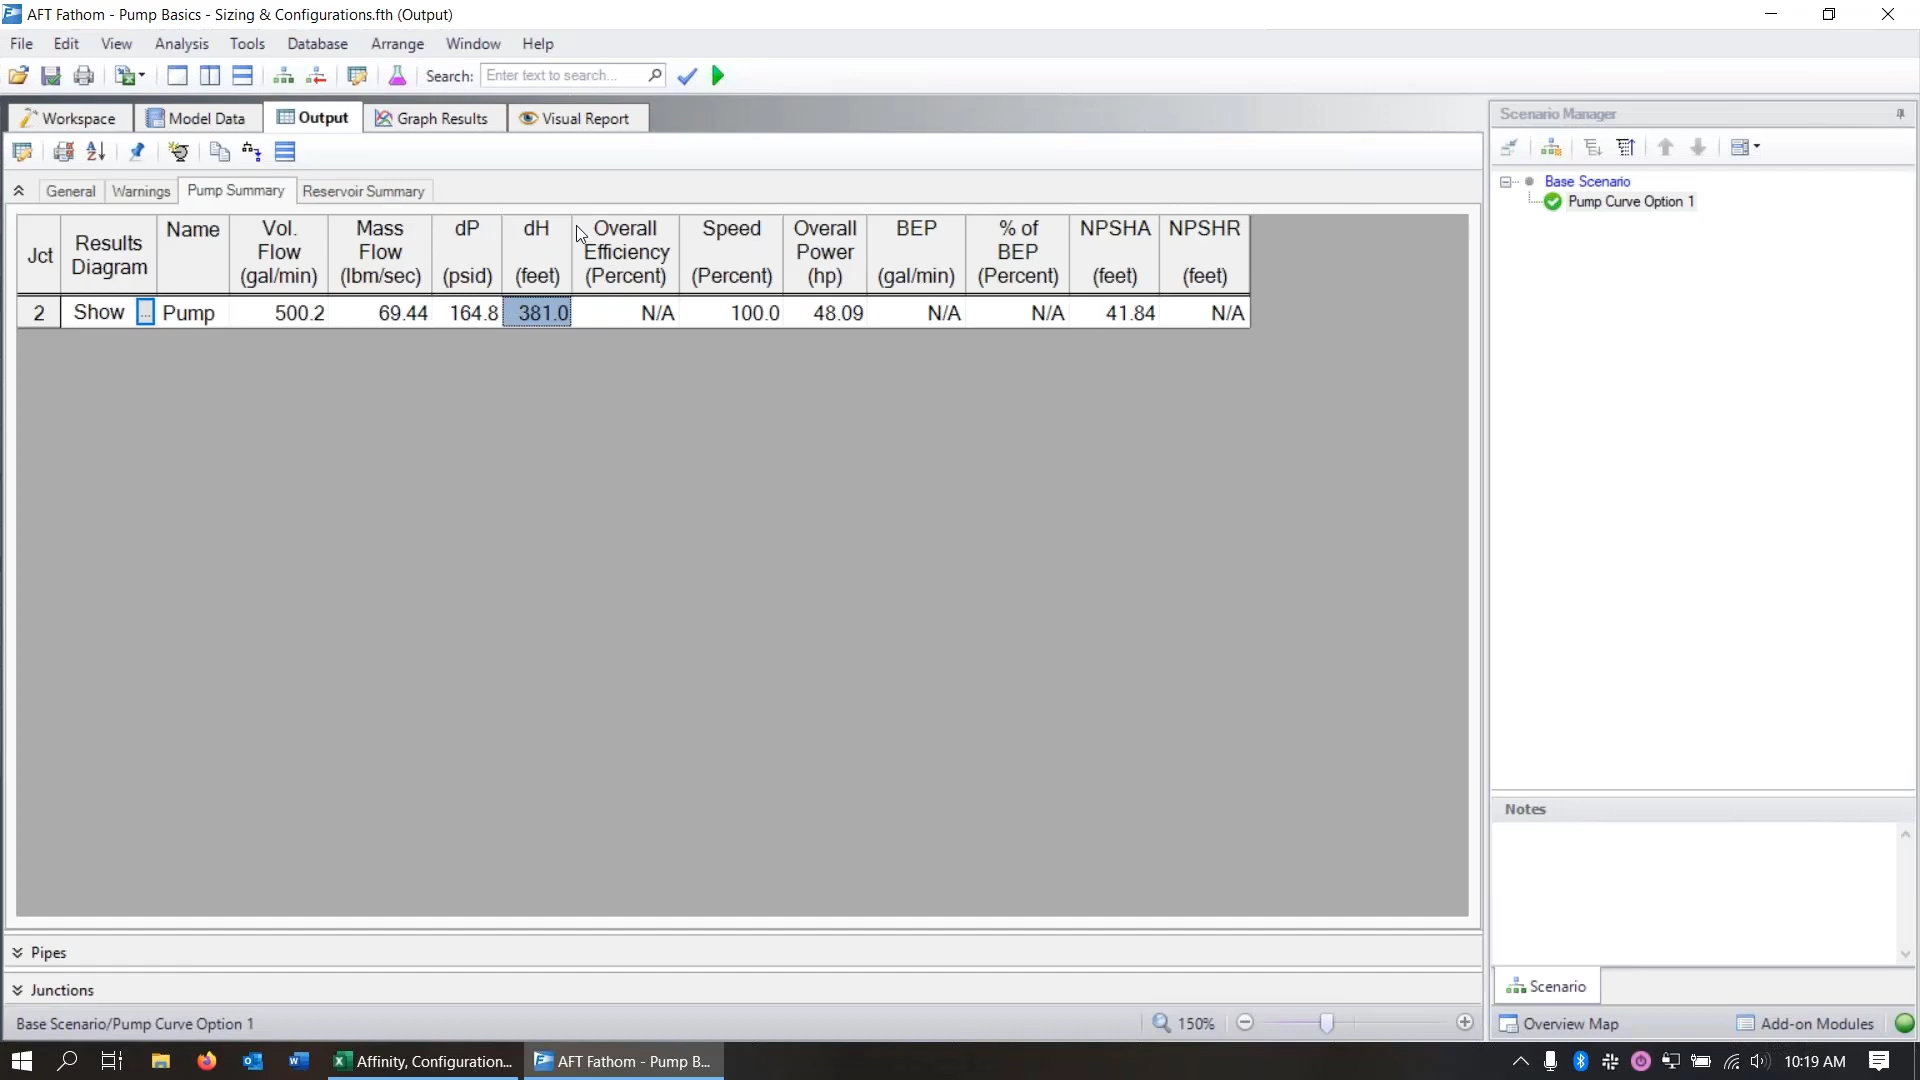 AFT Fathom - Pump Basics - Sizing & Configurations.fth (Output)
File Edit View Analysis Tools Database Arrange Window Help
Search: Enter text to search...
Workspace Model Data Output Graph Results Visual Report
General Warnings Pump Summary Reservoir Summary
Jct Results Diagram Name Vol. Flow (gal/min) Mass Flow (lbm/sec) dP (psid) dH (feet) Overall Efficiency (Percent) Speed (Percent) Overall Power (hp) BEP (gal/min) % of BEP (Percent) NPSHA (feet) NPSHR (feet)
2 Show ... Pump 500.2 69.44 164.8 381.0 N/A 100.0 48.09 N/A N/A 41.84 N/A
Scenario Manager
Base Scenario
Pump Curve Option 1
Notes
Pipes
Junctions
Scenario
Base Scenario/Pump Curve Option 1 150% Overview Map Add-on Modules
Affinity, Configuration... AFT Fathom - Pump B... 10:19 AM